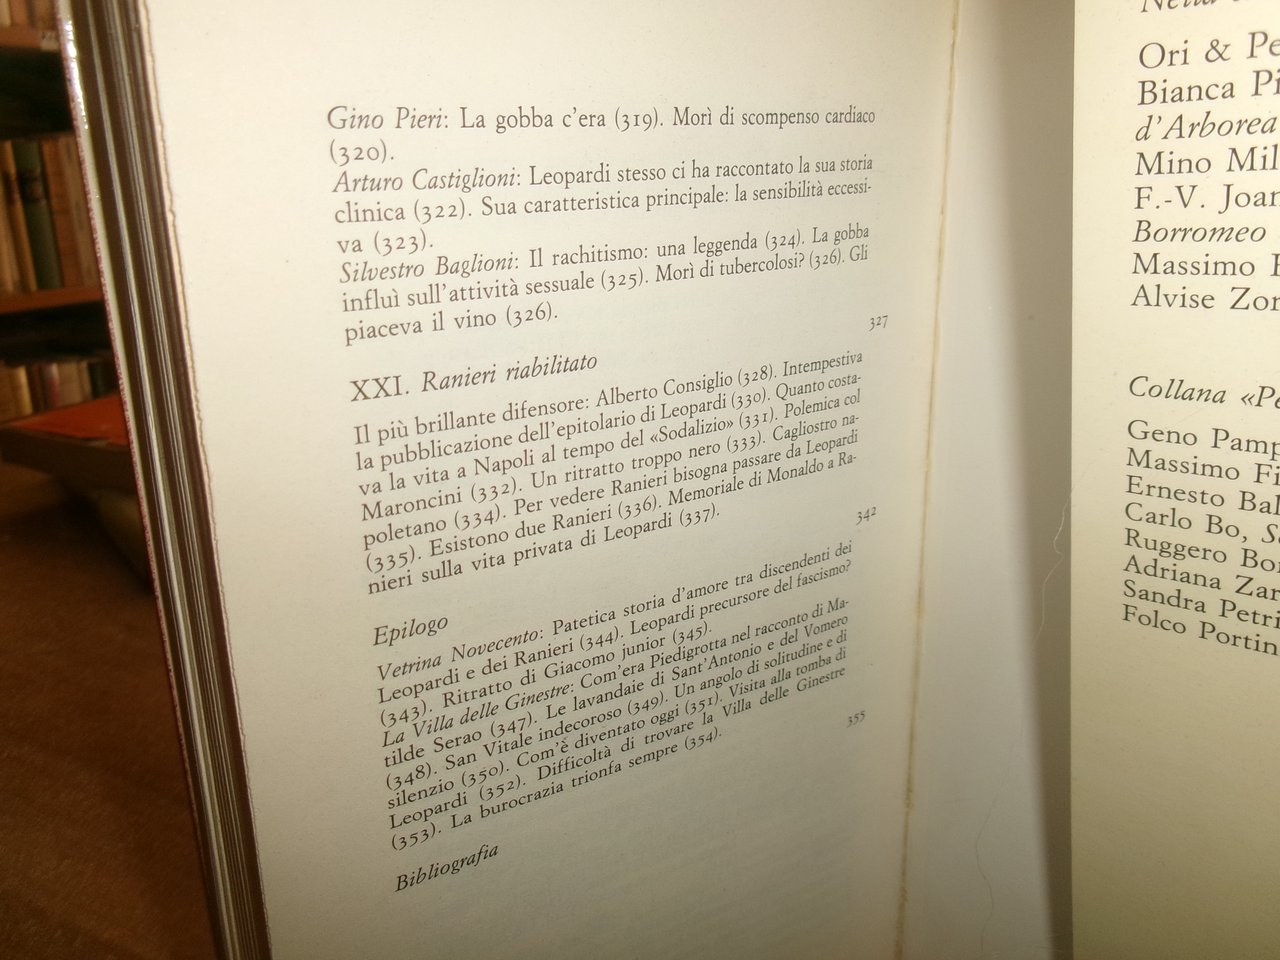 Gino Pieri: La gobba c'era (319). Morì di scompenso cardiaco
(320).
Arturo Castiglioni: Leopardi stesso ci ha raccontato la sua storia
clinica (322). Sua caratteristica principale: la sensibilità eccessi-
va (323).
Silvestro Baglioni: Il rachitismo: una leggenda (324). La gobba
influì sull'attività sessuale (325). Morì di tubercolosi? (326). Gli
piaceva il vino (326).
XXI. Ranieri riabilitato 327
Il più brillante difensore: Alberto Consiglio (328). Intempestiva
la pubblicazione dell'epitolario di Leopardi (330). Quanto costa-
va la vita a Napoli al tempo del «Sodalizio» (331). Polemica col
Maroncini (332). Un ritratto troppo nero (333). Cagliostro na-
poletano (334). Per vedere Ranieri bisogna passare da Leopardi
(335). Esistono due Ranieri (336). Memoriale di Monaldo a Ra-
nieri sulla vita privata di Leopardi (337).
Epilogo 342
Vetrina Novecento: Patetica storia d'amore tra discendenti dei
Leopardi e dei Ranieri (344). Leopardi precursore del fascismo?
(343). Ritratto di Giacomo junior (345).
La Villa delle Ginestre: Com'era Piedigrotta nel racconto di Ma-
tilde Serao (347). Le lavandaie di Sant'Antonio e del Vomero
(348). San Vitale indecoroso (349). Un angolo di solitudine e di
silenzio (350). Com'è diventato oggi (351). Visita alla tomba di
Leopardi (352). Difficoltà di trovare la Villa delle Ginestre
(353). La burocrazia trionfa sempre (354).
Bibliografia 355
Ori & Pe
Bianca Pi
d'Arborea
Mino Mil
F.-V. Joan
Borromeo
Massimo
Alvise Zor
Collana «Pe
Geno Pamp
Massimo Fi
Ernesto Bal
Carlo Bo, S
Ruggero Bo
Adriana Zar
Sandra Petri
Folco Portin